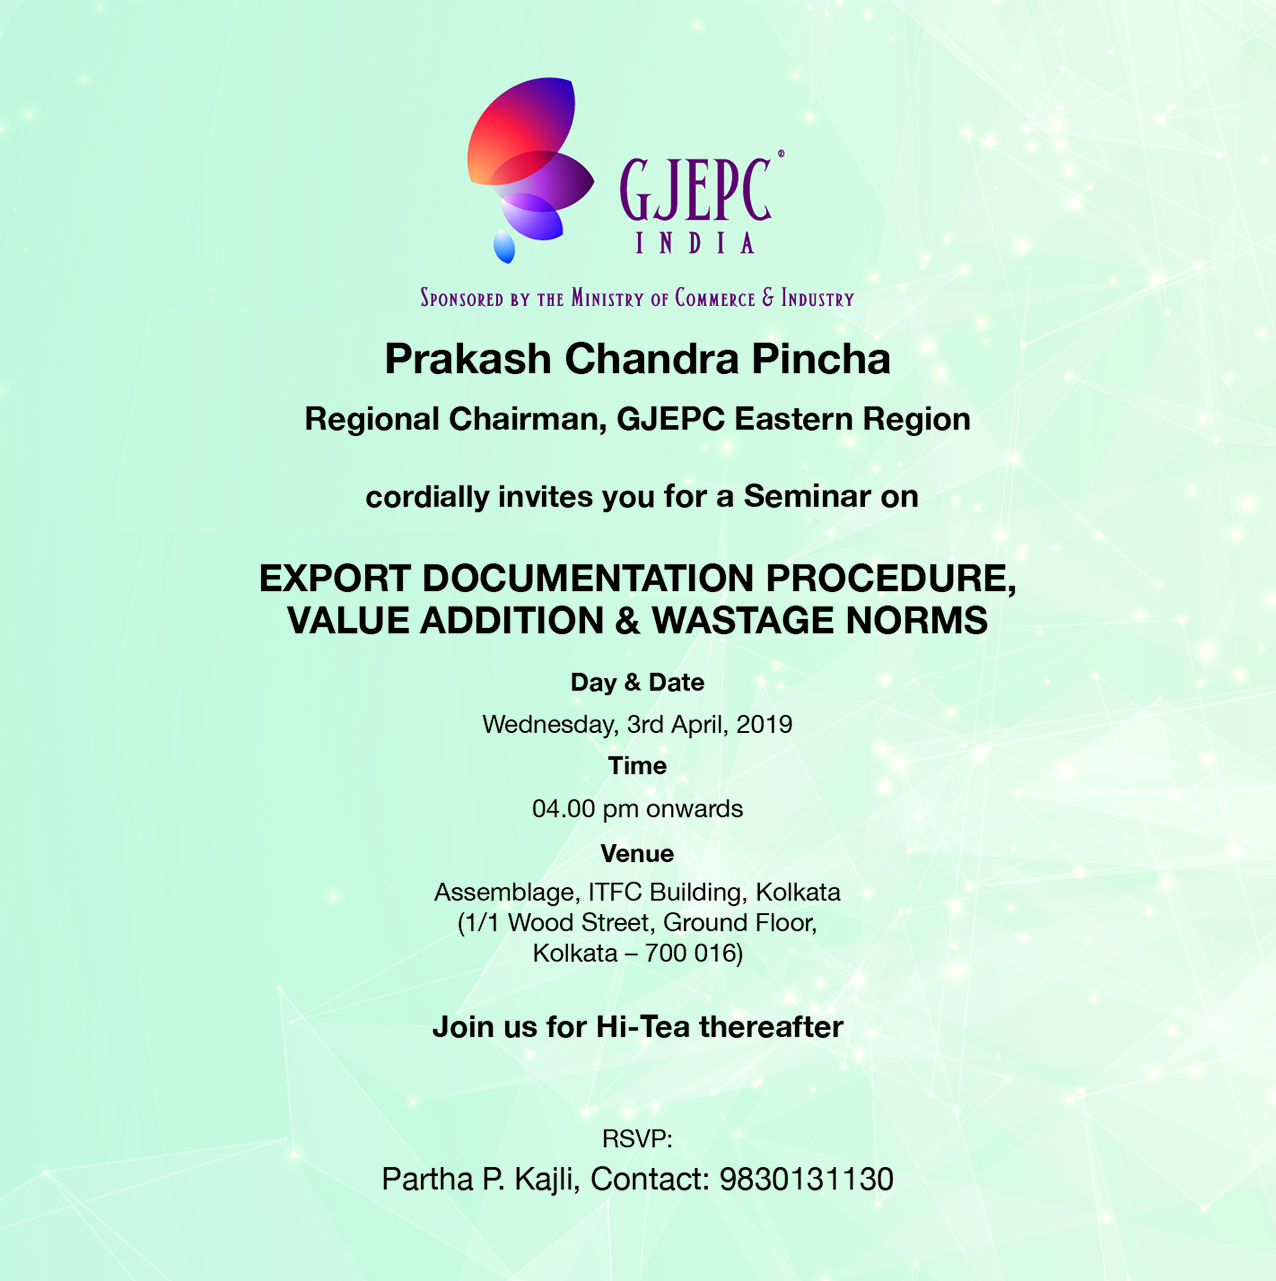 GJEPC®
INDIA
SPONSORED BY THE MINISTRY OF COMMERCE & INDUSTRY
Prakash Chandra Pincha
Regional Chairman, GJEPC Eastern Region
cordially invites you for a Seminar on
EXPORT DOCUMENTATION PROCEDURE,
VALUE ADDITION & WASTAGE NORMS
Day & Date
Wednesday, 3rd April, 2019
Time
04.00 pm onwards
Venue
Assemblage, ITFC Building, Kolkata
(1/1 Wood Street, Ground Floor,
Kolkata – 700 016)
Join us for Hi-Tea thereafter
RSVP:
Partha P. Kajli, Contact: 9830131130